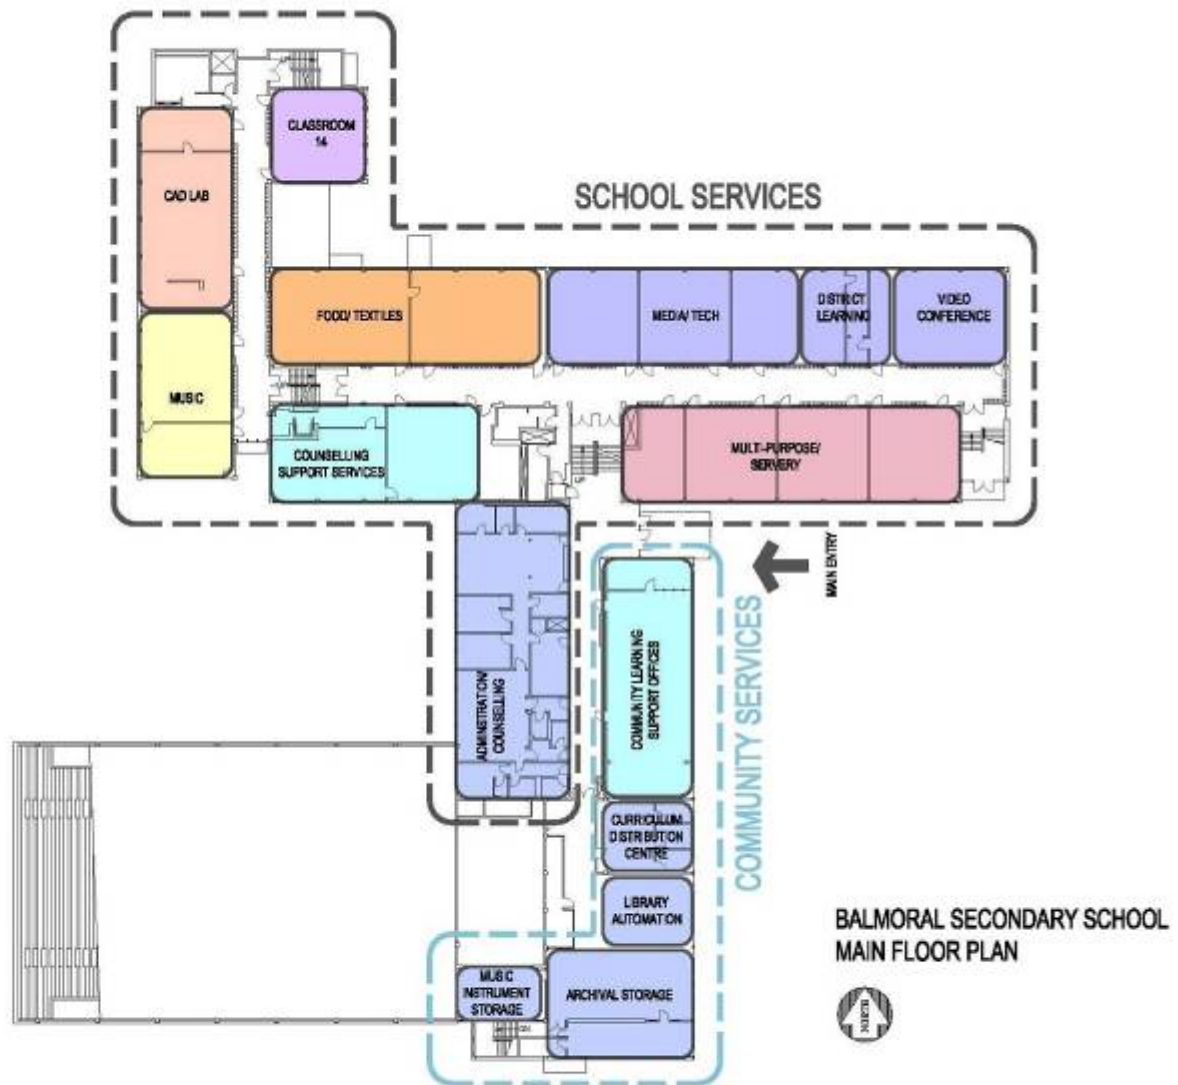 CLASSROOM
14
CAD LAB
SCHOOL SERVICES
FOOD/ TEXTILES
MEDIA/ TECH
DISTRICT
LEARNING
VIDEO
CONFERENCE
MUSIC
COUNSELLING
SUPPORT SERVICES
MULTI-PURPOSE/
SERVERY
MAIN ENTRY
ADMINSTRATION/
COUNSELLING
COMMUNITY LEARNING
SUPPORT OFFICES
COMMUNITY SERVICES
CURRICULUM
DISTRIBUTION
CENTRE
LIBRARY
AUTOMATION
MUSIC
INSTRUMENT
STORAGE
ARCHIVAL STORAGE
BALMORAL SECONDARY SCHOOL
MAIN FLOOR PLAN
NORTH